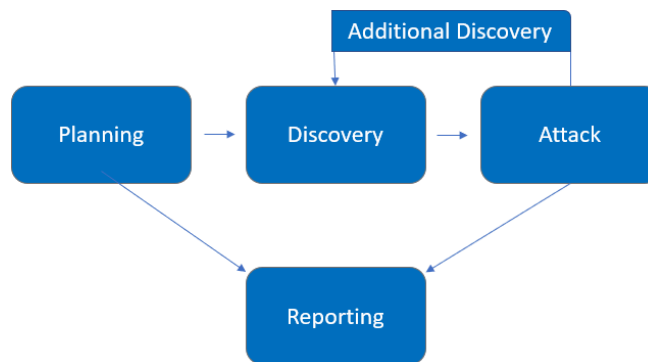 Additional Discovery
Planning
Discovery
Attack
Reporting